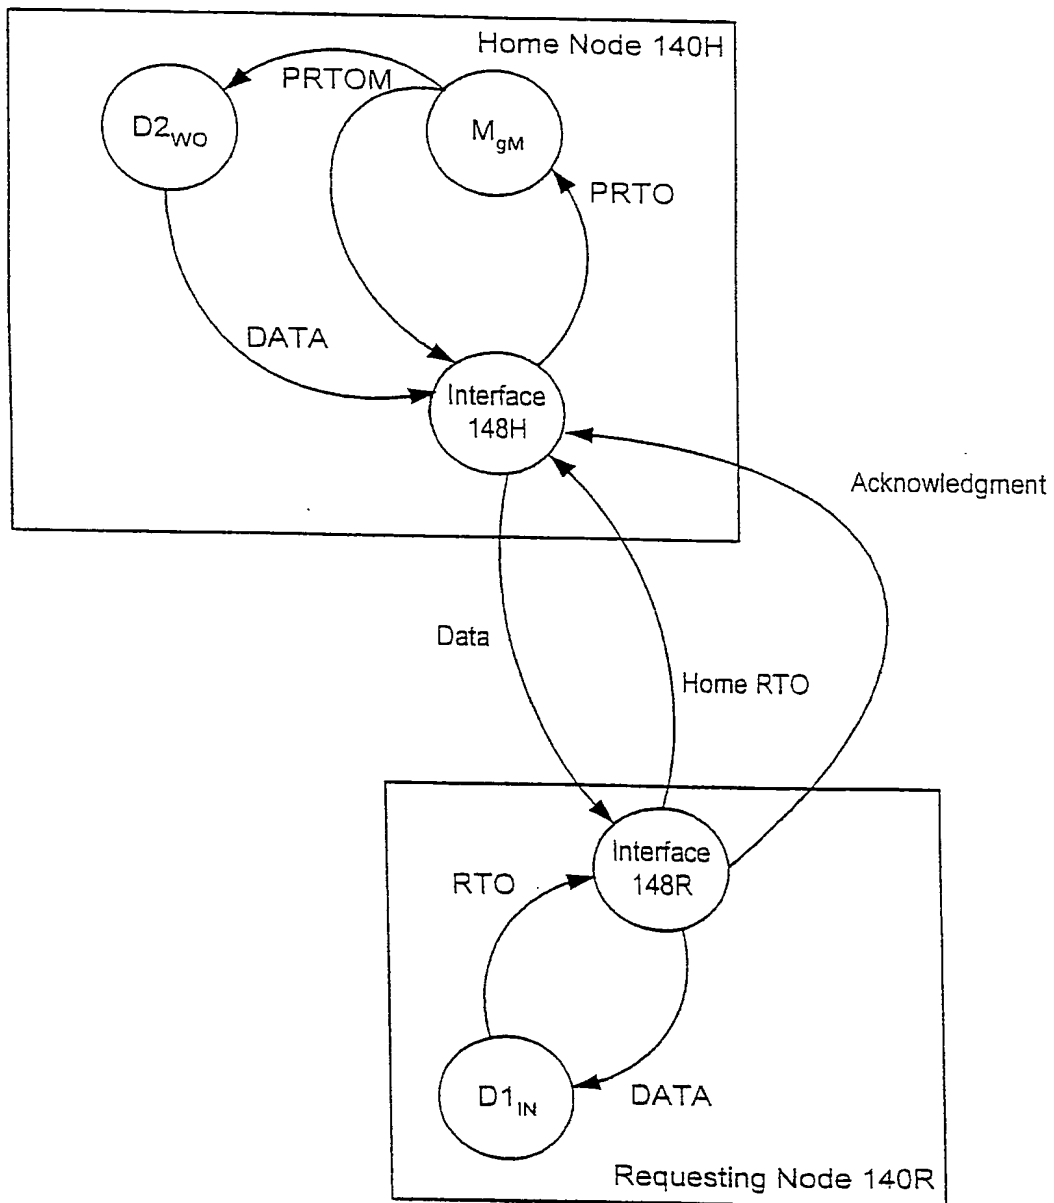 Home Node 140H
PRTOM
D2WO
MgM
PRTO
DATA
Interface
148H
Acknowledgment
Data
Home RTO
Interface
148R
RTO
D1IN
DATA
Requesting Node 140R